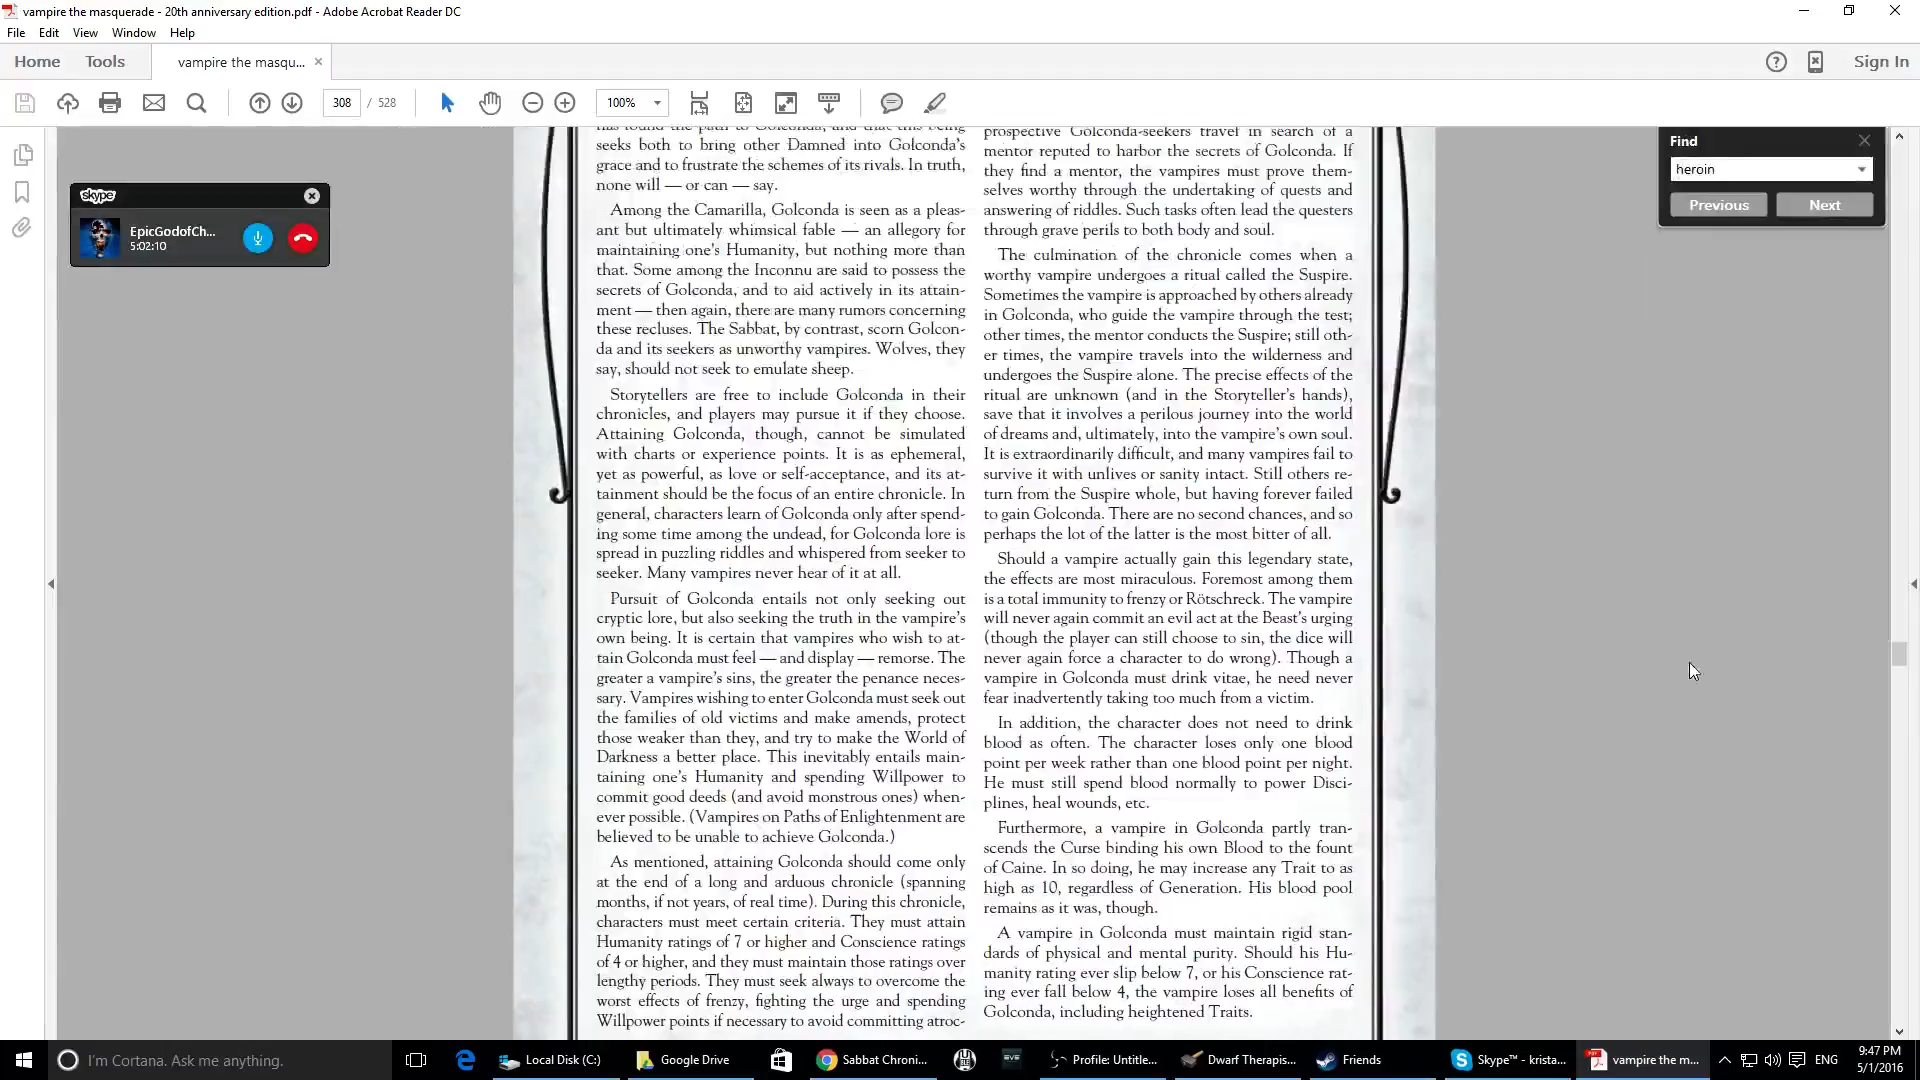 vampire the masquerade - 20th anniversary edition.pdf - Adobe Acrobat Reader DC
File Edit View Window Help
Home Tools vampire the masqu... × Sign In
308 / 528 100%
has found the path to Golconda, and that this being
seeks both to bring other Damned into Golconda's
grace and to frustrate the schemes of its rivals. In truth,
none will — or can — say.
Among the Camarilla, Golconda is seen as a pleas-
ant but ultimately whimsical fable — an allegory for
maintaining one's Humanity, but nothing more than
that. Some among the Inconnu are said to possess the
secrets of Golconda, and to aid actively in its attain-
ment — then again, there are many rumors concerning
these recluses. The Sabbat, by contrast, scorn Golcon-
da and its seekers as unworthy vampires. Wolves, they
say, should not seek to emulate sheep.
Storytellers are free to include Golconda in their
chronicles, and players may pursue it if they choose.
Attaining Golconda, though, cannot be simulated
with charts or experience points. It is as ephemeral,
yet as powerful, as love or self-acceptance, and its at-
tainment should be the focus of an entire chronicle. In
general, characters learn of Golconda only after spend-
ing some time among the undead, for Golconda lore is
spread in puzzling riddles and whispered from seeker to
seeker. Many vampires never hear of it at all.
Pursuit of Golconda entails not only seeking out
cryptic lore, but also seeking the truth in the vampire's
own being. It is certain that vampires who wish to at-
tain Golconda must feel — and display — remorse. The
greater a vampire's sins, the greater the penance neces-
sary. Vampires wishing to enter Golconda must seek out
the families of old victims and make amends, protect
those weaker than they, and try to make the World of
Darkness a better place. This inevitably entails main-
taining one's Humanity and spending Willpower to
commit good deeds (and avoid monstrous ones) when-
ever possible. (Vampires on Paths of Enlightenment are
believed to be unable to achieve Golconda.)
As mentioned, attaining Golconda should come only
at the end of a long and arduous chronicle (spanning
months, if not years, of real time). During this chronicle,
characters must meet certain criteria. They must attain
Humanity ratings of 7 or higher and Conscience ratings
of 4 or higher, and they must maintain those ratings over
lengthy periods. They must seek always to overcome the
worst effects of frenzy, fighting the urge and spending
Willpower points if necessary to avoid committing atroc-
prospective Golconda-seekers travel in search of a
mentor reputed to harbor the secrets of Golconda. If
they find a mentor, the vampires must prove them-
selves worthy through the undertaking of quests and
answering of riddles. Such tasks often lead the questers
through grave perils to both body and soul.
The culmination of the chronicle comes when a
worthy vampire undergoes a ritual called the Suspire.
Sometimes the vampire is approached by others already
in Golconda, who guide the vampire through the test;
other times, the mentor conducts the Suspire; still oth-
er times, the vampire travels into the wilderness and
undergoes the Suspire alone. The precise effects of the
ritual are unknown (and in the Storyteller's hands),
save that it involves a perilous journey into the world
of dreams and, ultimately, into the vampire's own soul.
It is extraordinarily difficult, and many vampires fail to
survive it with unlives or sanity intact. Still others re-
turn from the Suspire whole, but having forever failed
to gain Golconda. There are no second chances, and so
perhaps the lot of the latter is the most bitter of all.
Should a vampire actually gain this legendary state,
the effects are most miraculous. Foremost among them
is a total immunity to frenzy or Rötschreck. The vampire
will never again commit an evil act at the Beast's urging
(though the player can still choose to sin, the dice will
never again force a character to do wrong). Though a
vampire in Golconda must drink vitae, he need never
fear inadvertently taking too much from a victim.
In addition, the character does not need to drink
blood as often. The character loses only one blood
point per week rather than one blood point per night.
He must still spend blood normally to power Disci-
plines, heal wounds, etc.
Furthermore, a vampire in Golconda partly tran-
scends the Curse binding his own Blood to the fount
of Caine. In so doing, he may increase any Trait to as
high as 10, regardless of Generation. His blood pool
remains as it was, though.
A vampire in Golconda must maintain rigid stan-
dards of physical and mental purity. Should his Hu-
manity rating ever slip below 7, or his Conscience rat-
ing ever fall below 4, the vampire loses all benefits of
Golconda, including heightened Traits.
skype
EpicGodofCh...
5:02:10
Find
heroin
Previous Next
I'm Cortana. Ask me anything. Local Disk (C:) Google Drive Sabbat Chroni... EVE Profile: Untitle... Dwarf Therapis... Friends Skype™ - krista... vampire the m... ENG
9:47 PM
5/1/2016